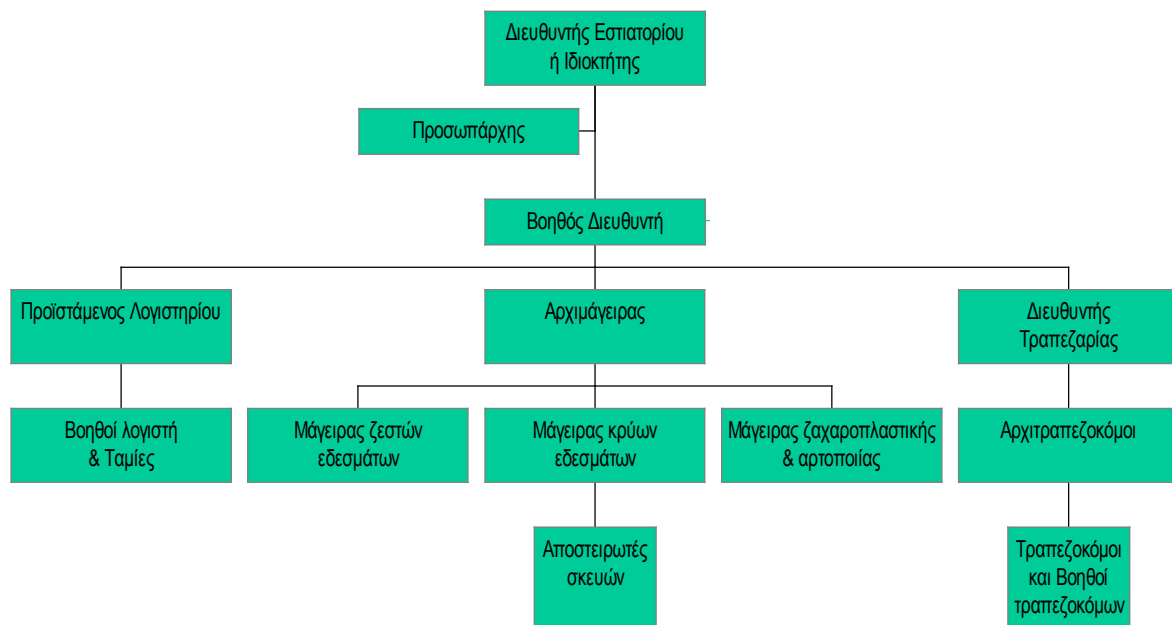 Διευθυντής Εστιατορίου
ή Ιδιοκτήτης
Προσωπάρχης
Βοηθός Διευθυντή
Προϊστάμενος Λογιστηρίου
Αρχιμάγειρας
Διευθυντής
Τραπεζαρίας
Βοηθοί λογιστή
& Ταμίες
Μάγειρας ζεστών
εδεσμάτων
Μάγειρας κρύων
εδεσμάτων
Μάγειρας ζαχαροπλαστικής
& αρτοποιίας
Αρχιτραπεζοκόμοι
Αποστειρωτές
σκευών
Τραπεζοκόμοι
και Βοηθοί
τραπεζοκόμων